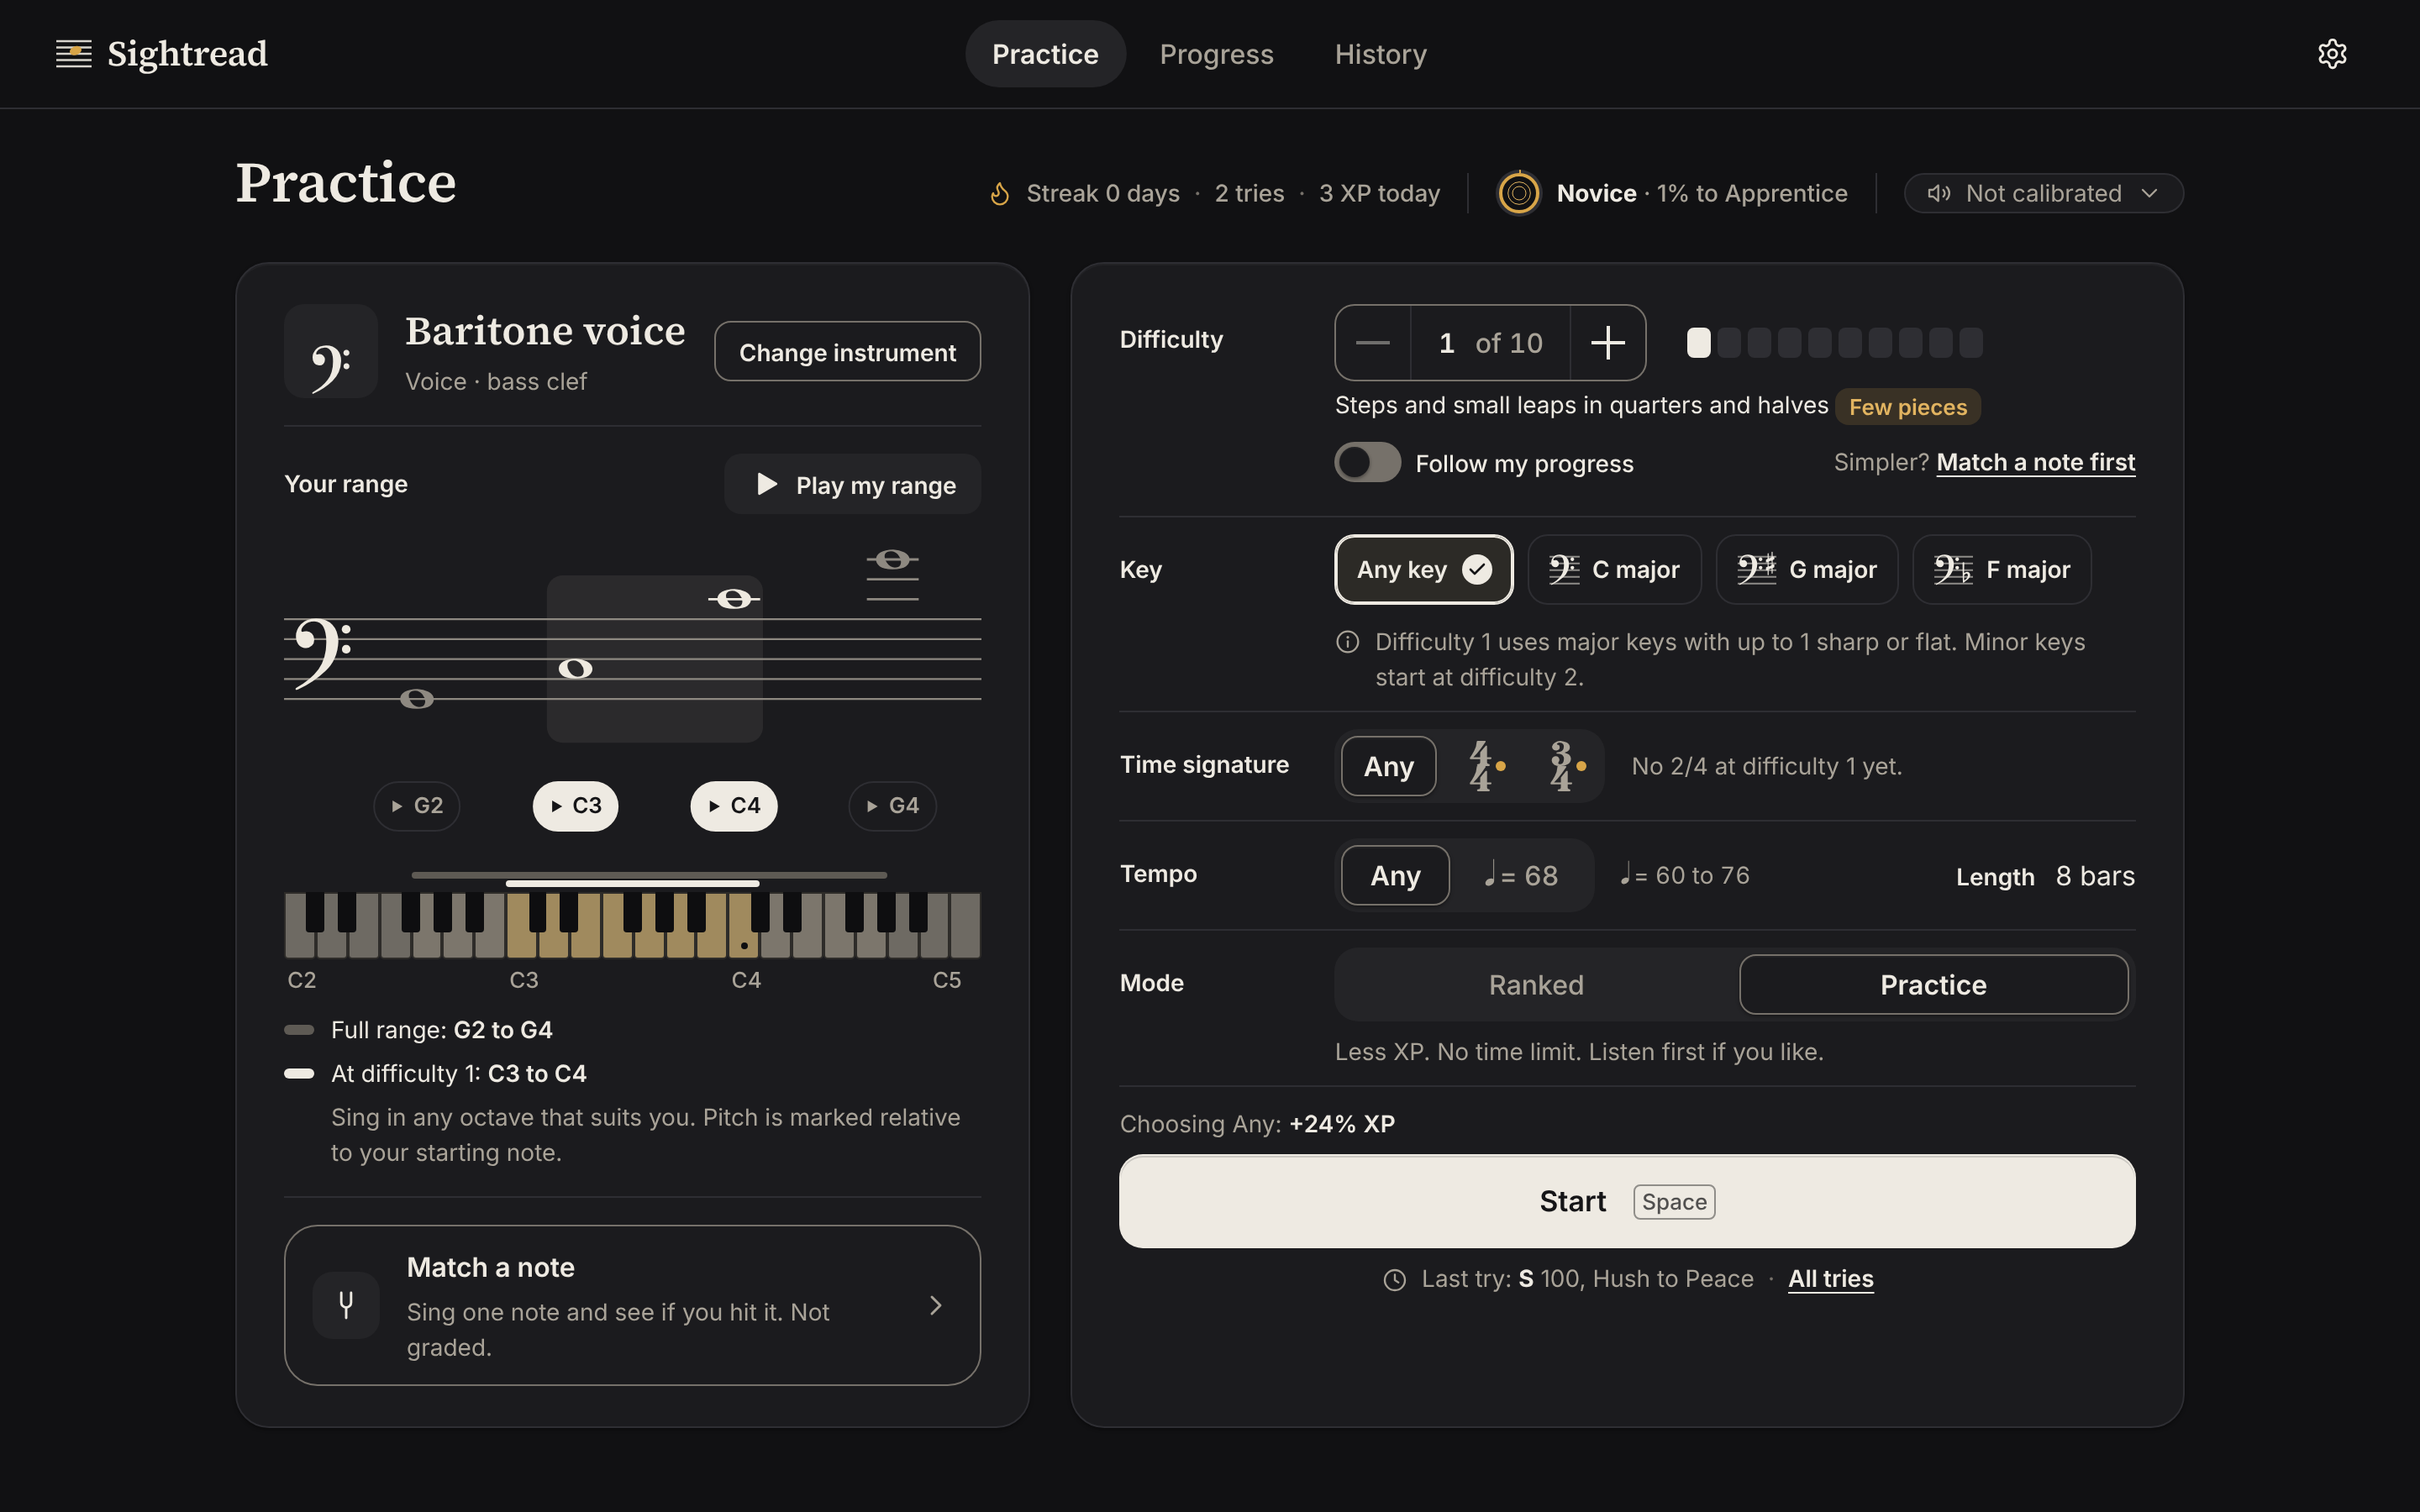 Sightread
Practice
Progress
History
Practice
Streak 0 days · 2 tries · 3 XP today
Novice · 1% to Apprentice
Not calibrated
Baritone voice
Voice · bass clef
Change instrument
Your range
Play my range
G2
C3
C4
G4
C2
C3
C4
C5
Full range: G2 to G4
At difficulty 1: C3 to C4
Sing in any octave that suits you. Pitch is marked relative
to your starting note.
Match a note
Sing one note and see if you hit it. Not
graded.
Difficulty
1 of 10
Steps and small leaps in quarters and halves
Few pieces
Follow my progress
Simpler? Match a note first
Key
Any key
C major
G major
F major
Difficulty 1 uses major keys with up to 1 sharp or flat. Minor keys
start at difficulty 2.
Time signature
Any
4
4
3
4
No 2/4 at difficulty 1 yet.
Tempo
Any
♩= 68
♩= 60 to 76
Length 8 bars
Mode
Ranked
Practice
Less XP. No time limit. Listen first if you like.
Choosing Any: +24% XP
Start
Space
Last try: S 100, Hush to Peace · All tries